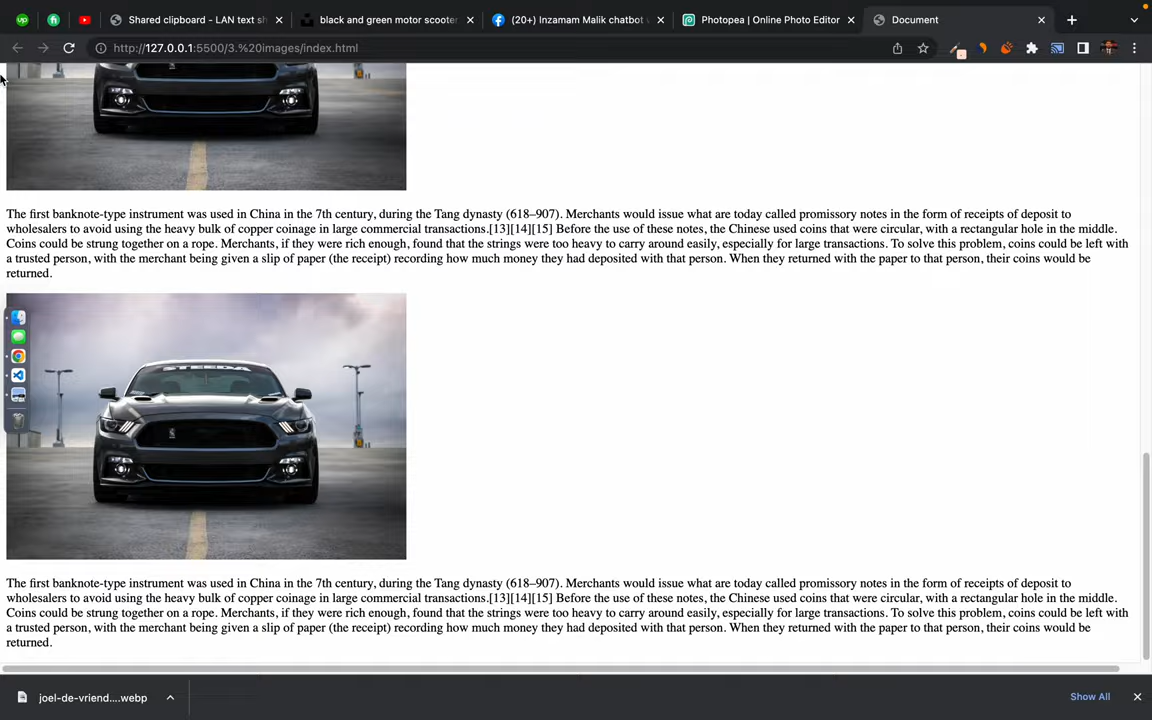 Shared clipboard - LAN text sh
black and green motor scooter
(20+) Inzamam Malik chatbot
Photopea | Online Photo Editor
Document
http://127.0.0.1:5500/3.%20images/index.html
The first banknote-type instrument was used in China in the 7th century, during the Tang dynasty (618–907). Merchants would issue what are today called promissory notes in the form of receipts of deposit to
wholesalers to avoid using the heavy bulk of copper coinage in large commercial transactions.[13][14][15] Before the use of these notes, the Chinese used coins that were circular, with a rectangular hole in the middle.
Coins could be strung together on a rope. Merchants, if they were rich enough, found that the strings were too heavy to carry around easily, especially for large transactions. To solve this problem, coins could be left with
a trusted person, with the merchant being given a slip of paper (the receipt) recording how much money they had deposited with that person. When they returned with the paper to that person, their coins would be
returned.
STEEDA
The first banknote-type instrument was used in China in the 7th century, during the Tang dynasty (618–907). Merchants would issue what are today called promissory notes in the form of receipts of deposit to
wholesalers to avoid using the heavy bulk of copper coinage in large commercial transactions.[13][14][15] Before the use of these notes, the Chinese used coins that were circular, with a rectangular hole in the middle.
Coins could be strung together on a rope. Merchants, if they were rich enough, found that the strings were too heavy to carry around easily, especially for large transactions. To solve this problem, coins could be left with
a trusted person, with the merchant being given a slip of paper (the receipt) recording how much money they had deposited with that person. When they returned with the paper to that person, their coins would be
returned.
joel-de-vriend....webp
Show All